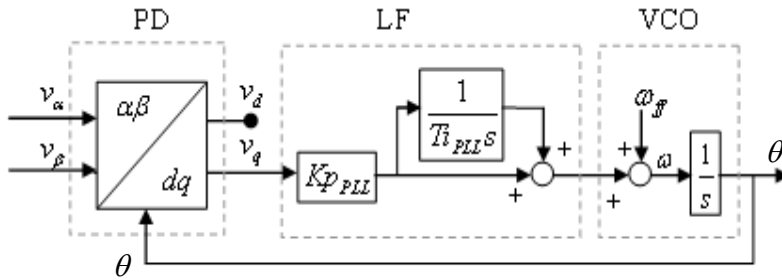 PD LF VCO
v_α αβ v_d 1 ω_ff
Ti_PLL s + +
v_β dq v_q Kp_PLL + + ω 1 θ
s
θ